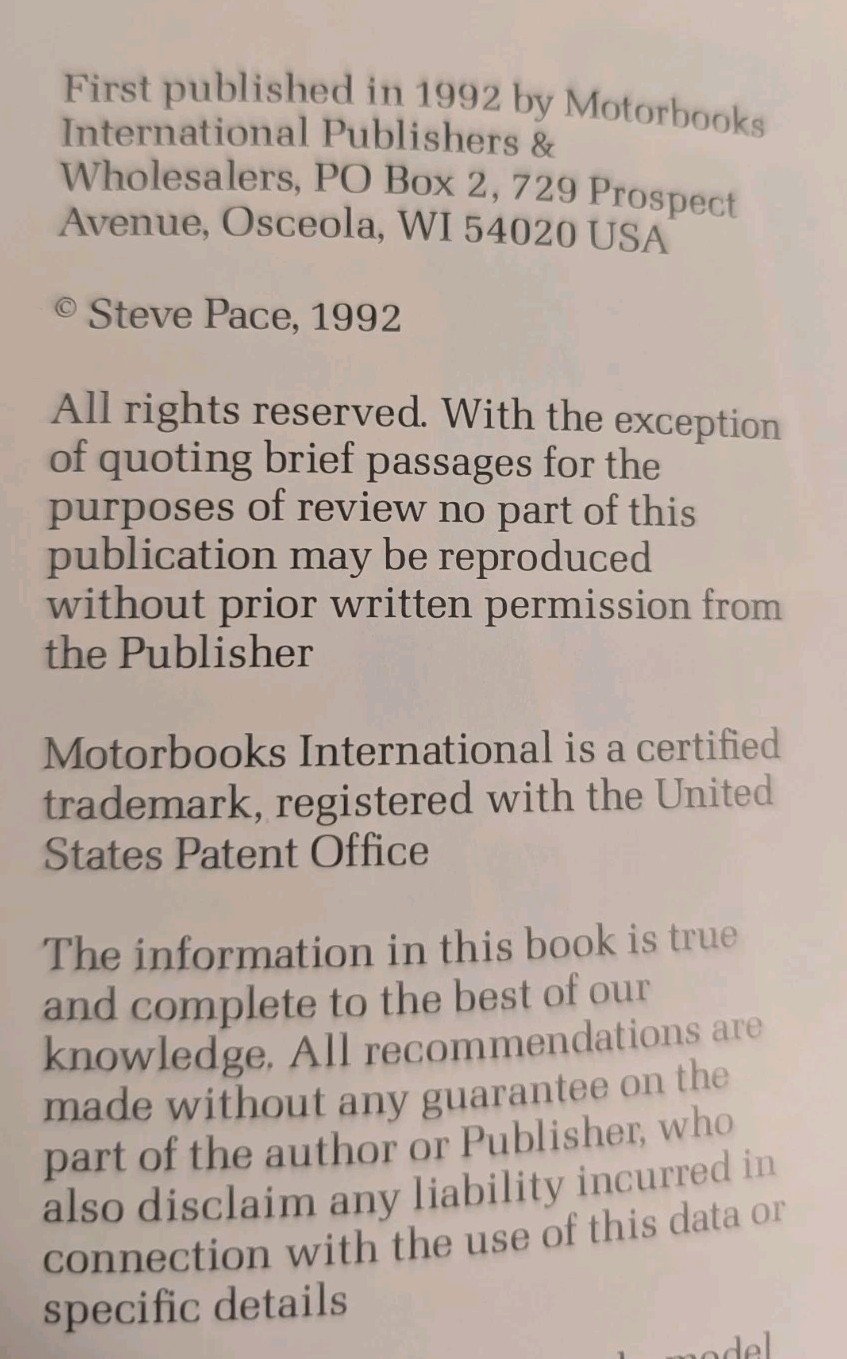 First published in 1992 by Motorbooks
International Publishers &
Wholesalers, PO Box 2, 729 Prospect
Avenue, Osceola, WI 54020 USA
© Steve Pace, 1992
All rights reserved. With the exception
of quoting brief passages for the
purposes of review no part of this
publication may be reproduced
without prior written permission from
the Publisher
Motorbooks International is a certified
trademark, registered with the United
States Patent Office
The information in this book is true
and complete to the best of our
knowledge. All recommendations are
made without any guarantee on the
part of the author or Publisher, who
also disclaim any liability incurred in
connection with the use of this data or
specific details
model